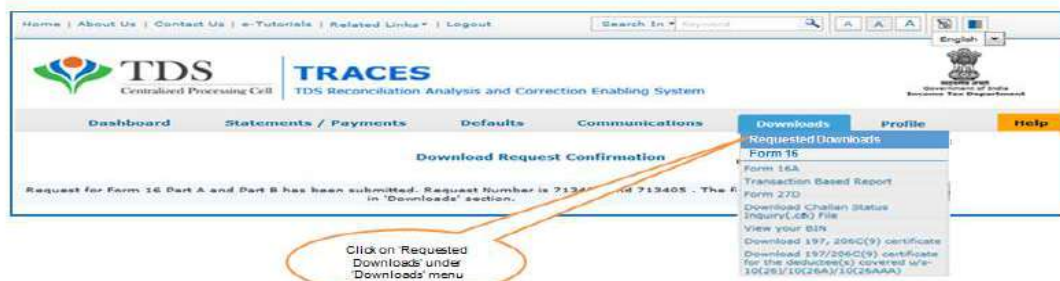 Home | About Us | Contact Us | e-Tutorials | Related Links | Logout
Search In
A A A
English
TDS
Centralized Processing Cell
TRACES
TDS Reconciliation Analysis and Correction Enabling System
Government of India
Income Tax Department
Dashboard Statements / Payments Defaults Communications Downloads Profile Help
Requested Downloads
Form 16
Form 16A
Transaction Based Report
Form 27D
Download Challan Status
Inquiry(.csi) File
View your BIN
Download 197, 206C(9) certificate
Download 197/206C(9) certificate
for the deductee(s) covered u/s-
10(26)/10(26A)/10(26AAA)
Download Request Confirmation
Request for Form 16 Part A and Part B has been submitted. Request Number is and 713405 . The
in 'Downloads' section.
Click on 'Requested
Downloads' under
'Downloads' menu